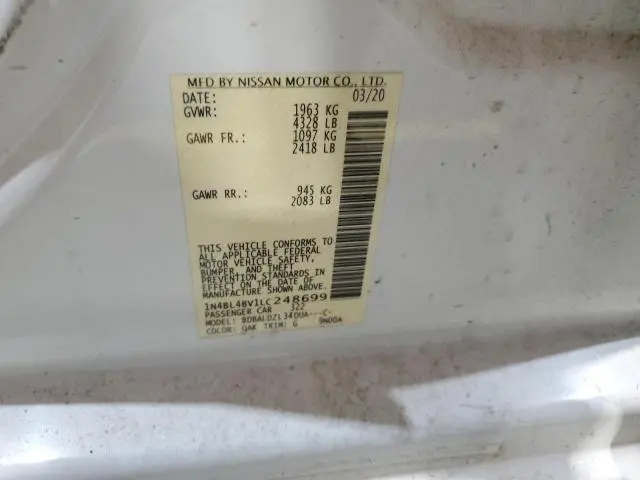 MFD BY NISSAN MOTOR CO., LTD.
DATE: 03/20
GVWR: 1963 KG
4328 LB
GAWR FR.: 1097 KG
2418 LB
GAWR RR.: 945 KG
2083 LB
THIS VEHICLE CONFORMS TO
ALL APPLICABLE FEDERAL
MOTOR VEHICLE SAFETY,
BUMPER, AND THEFT
PREVENTION STANDARDS IN
EFFECT ON THE DATE OF
MANUFACTURE SHOWN ABOVE.
1N4BL4BV1LC248699
PASSENGER CAR 322
MODEL: BDBALDZL34DUA---C-
COLOR: QAK TRIM: G 9N00A